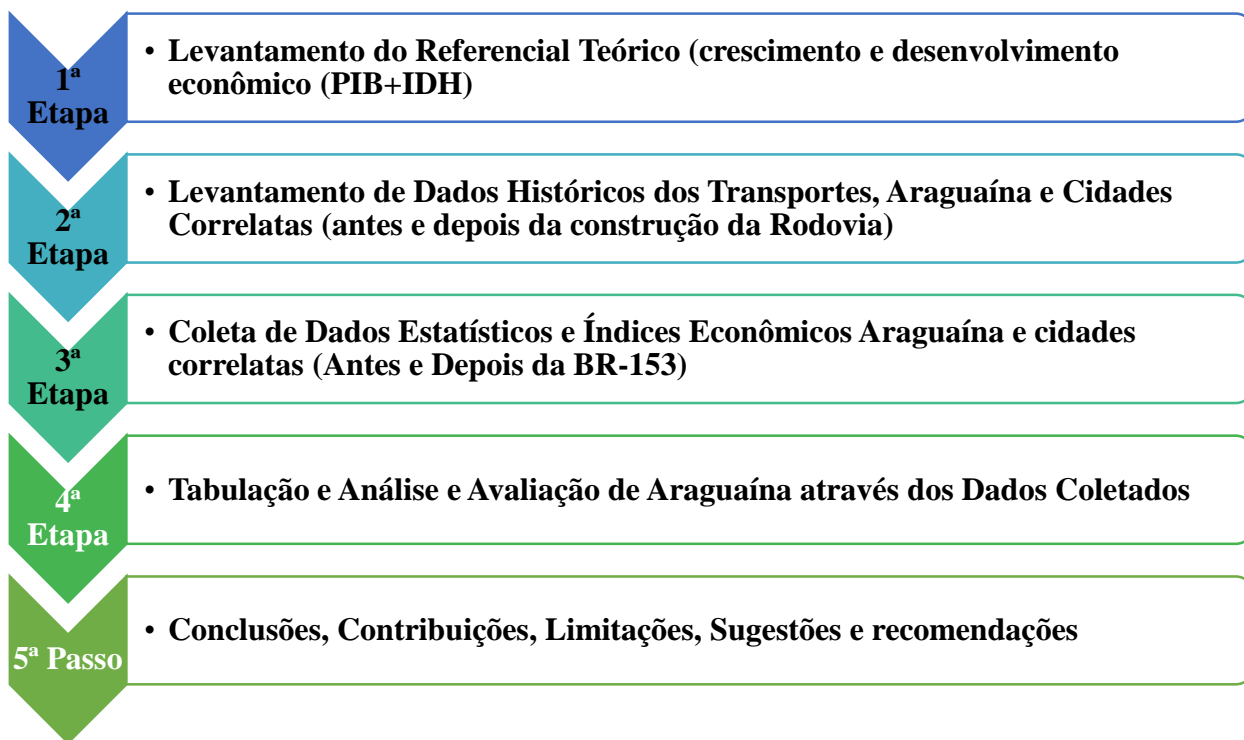 1ª
Etapa
• Levantamento do Referencial Teórico (crescimento e desenvolvimento
econômico (PIB+IDH)
2ª
Etapa
• Levantamento de Dados Históricos dos Transportes, Araguaína e Cidades
Correlatas (antes e depois da construção da Rodovia)
3ª
Etapa
• Coleta de Dados Estatísticos e Índices Econômicos Araguaína e cidades
correlatas (Antes e Depois da BR-153)
4ª
Etapa
• Tabulação e Análise e Avaliação de Araguaína através dos Dados Coletados
5ª Passo
• Conclusões, Contribuições, Limitações, Sugestões e recomendações